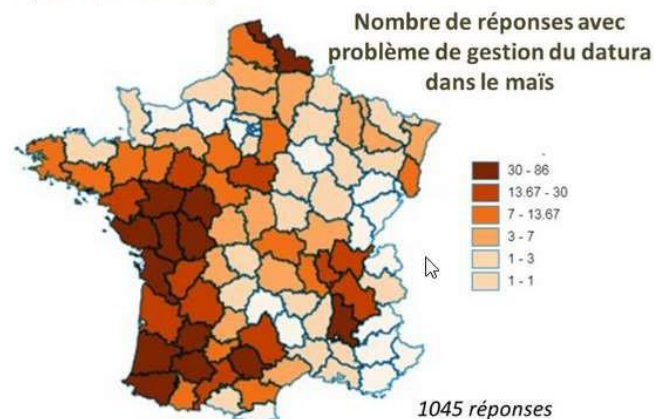 Nombre de réponses avec
problème de gestion du datura
dans le maïs
30 - 86
13.67 - 30
7 - 13.67
3 - 7
1 - 3
1 - 1
1045 réponses